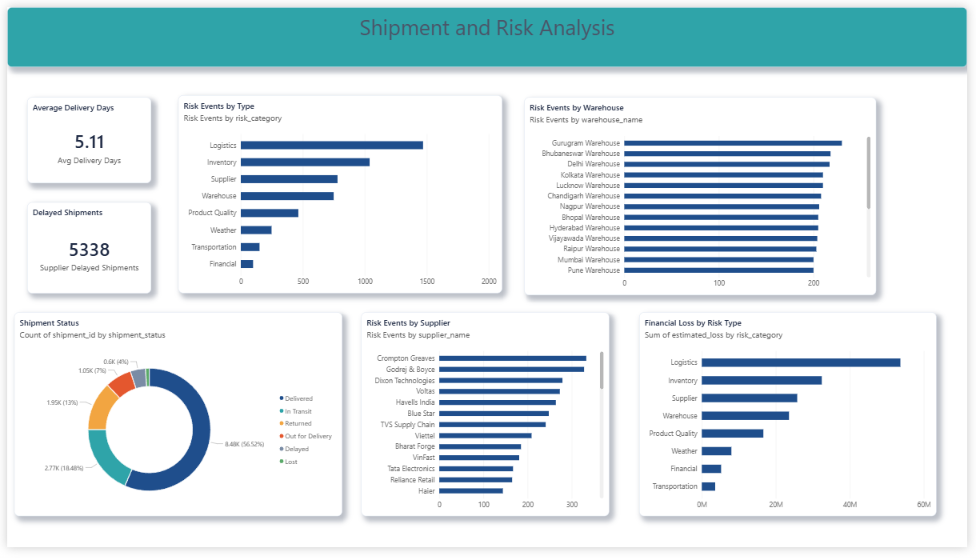 Shipment and Risk Analysis
Average Delivery Days
5.11
Avg Delivery Days
Delayed Shipments
5338
Supplier Delayed Shipments
Risk Events by Type
Risk Events by risk_category
Logistics
Inventory
Supplier
Warehouse
Product Quality
Weather
Transportation
Financial
0 500 1000 1500 2000
Risk Events by Warehouse
Risk Events by warehouse_name
Gurugram Warehouse
Bhubaneswar Warehouse
Delhi Warehouse
Kolkata Warehouse
Lucknow Warehouse
Chandigarh Warehouse
Nagpur Warehouse
Bhopal Warehouse
Hyderabad Warehouse
Vijayawada Warehouse
Raipur Warehouse
Mumbai Warehouse
Pune Warehouse
0 100 200
Shipment Status
Count of shipment_id by shipment_status
0.6K (4%)
1.05K (7%)
1.95K (13%)
2.77K (18.48%)
8.48K (56.52%)
Delivered
In Transit
Returned
Out for Delivery
Delayed
Lost
Risk Events by Supplier
Risk Events by supplier_name
Crompton Greaves
Godrej & Boyce
Dixon Technologies
Voltas
Havells India
Blue Star
TVS Supply Chain
Viettel
Bharat Forge
VinFast
Tata Electronics
Reliance Retail
Haier
0 100 200 300
Financial Loss by Risk Type
Sum of estimated_loss by risk_category
Logistics
Inventory
Supplier
Warehouse
Product Quality
Weather
Financial
Transportation
0M 20M 40M 60M